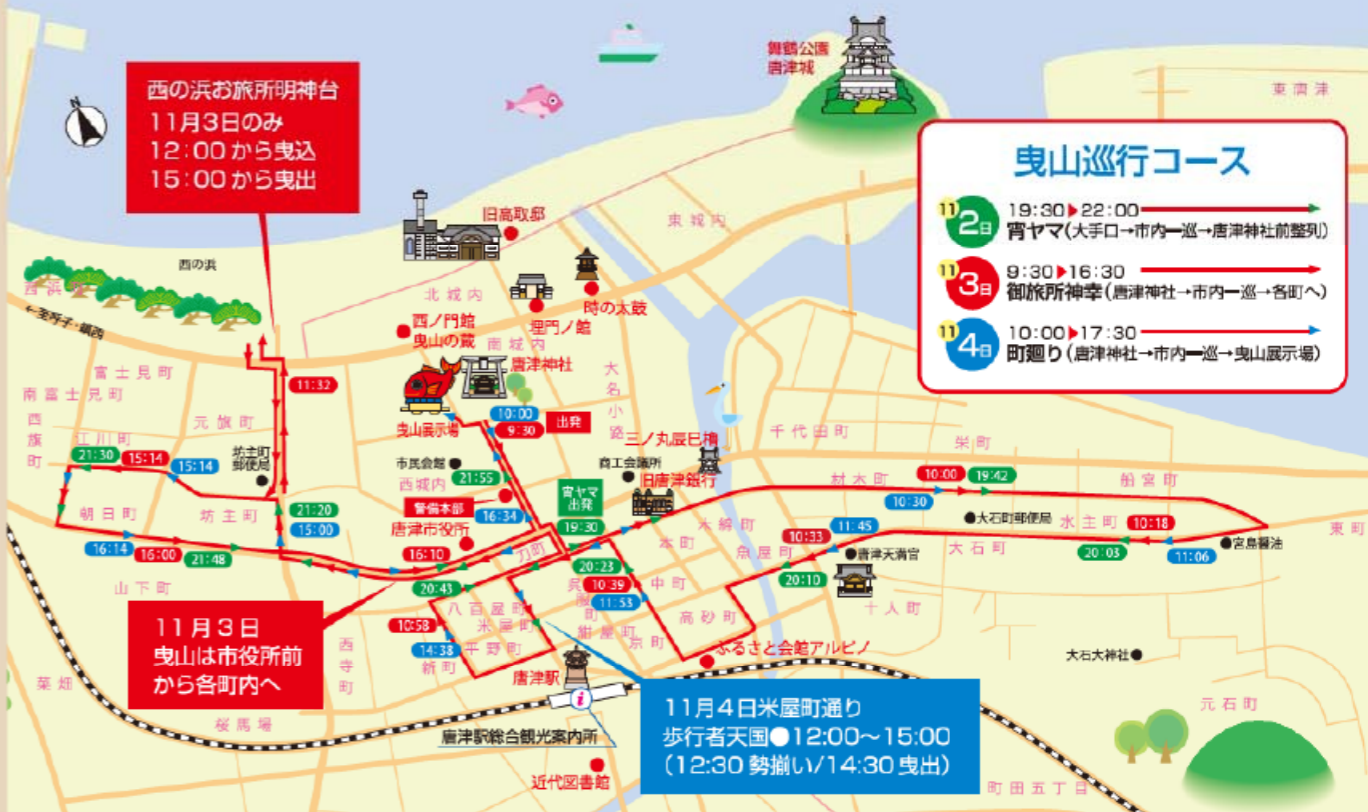 舞鶴公園
唐津城
東唐津
西の浜お旅所明神台
11月3日のみ
12:00から曳込
15:00から曳出
N
曳山巡行コース
11 2日 19:30▶22:00
宵ヤマ(大手口→市内一巡→唐津神社前整列)
11 3日 9:30▶16:30
御旅所神幸(唐津神社→市内一巡→各町へ)
11 4日 10:00▶17:30
町廻り(唐津神社→市内一巡→曳山展示場)
旧高取邸
東城内
西の浜
西浜町
←至呼子・鎮西
北城内
時の太鼓
埋門ノ館
西ノ門館
曳山の蔵
南城内
唐津神社
大名小路
富士見町
南富士見町
11:32
元旗町
西旗町
江川町
21:30
15:14
15:14
坊主町
郵便局
曳山展示場
10:00
9:30
出発
三ノ丸辰巳櫓
千代田町
栄町
市民会館
21:55
西城内
商工会議所
旧唐津銀行
材木町
10:00
19:42
船宮町
10:30
警備本部
16:34
宵ヤマ
出発
19:30
朝日町
坊主町
21:20
15:00
唐津市役所
木綿町
11:45
大石町郵便局
水主町
10:18
東町
16:14
16:00
21:48
16:10
刀町
本町
魚屋町
10:33
唐津天満宮
大石町
20:03
11:06
宮島醤油
山下町
20:43
20:23
10:39
11:53
呉服町
中町
20:10
十人町
八百屋町
米屋町
平野町
10:58
14:38
新町
紺屋町
京町
高砂町
ふるさと会館アルピノ
大石大神社
11月3日
曳山は市役所前
から各町内へ
西寺町
唐津駅
菜畑
桜馬場
i
唐津駅総合観光案内所
近代図書館
11月4日米屋町通り
歩行者天国●12:00〜15:00
(12:30 勢揃い/14:30 曳出)
元石町
町田五丁目